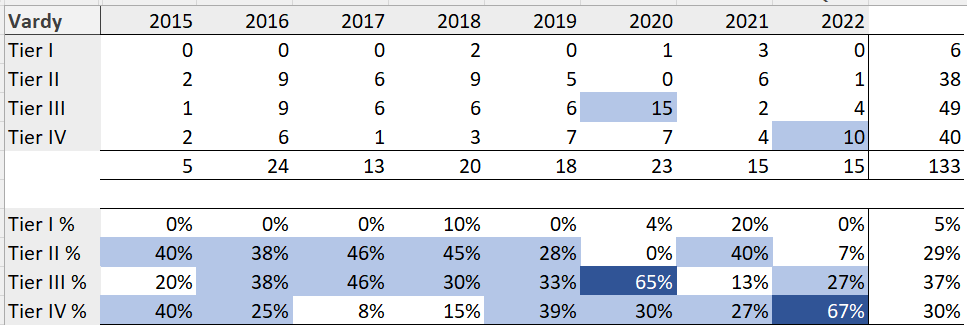 Vardy 2015 2016 2017 2018 2019 2020 2021 2022
Tier I 0 0 0 2 0 1 3 0 6
Tier II 2 9 6 9 5 0 6 1 38
Tier III 1 9 6 6 6 15 2 4 49
Tier IV 2 6 1 3 7 7 4 10 40
5 24 13 20 18 23 15 15 133
Tier I % 0% 0% 0% 10% 0% 4% 20% 0% 5%
Tier II % 40% 38% 46% 45% 28% 0% 40% 7% 29%
Tier III % 20% 38% 46% 30% 33% 65% 13% 27% 37%
Tier IV % 40% 25% 8% 15% 39% 30% 27% 67% 30%